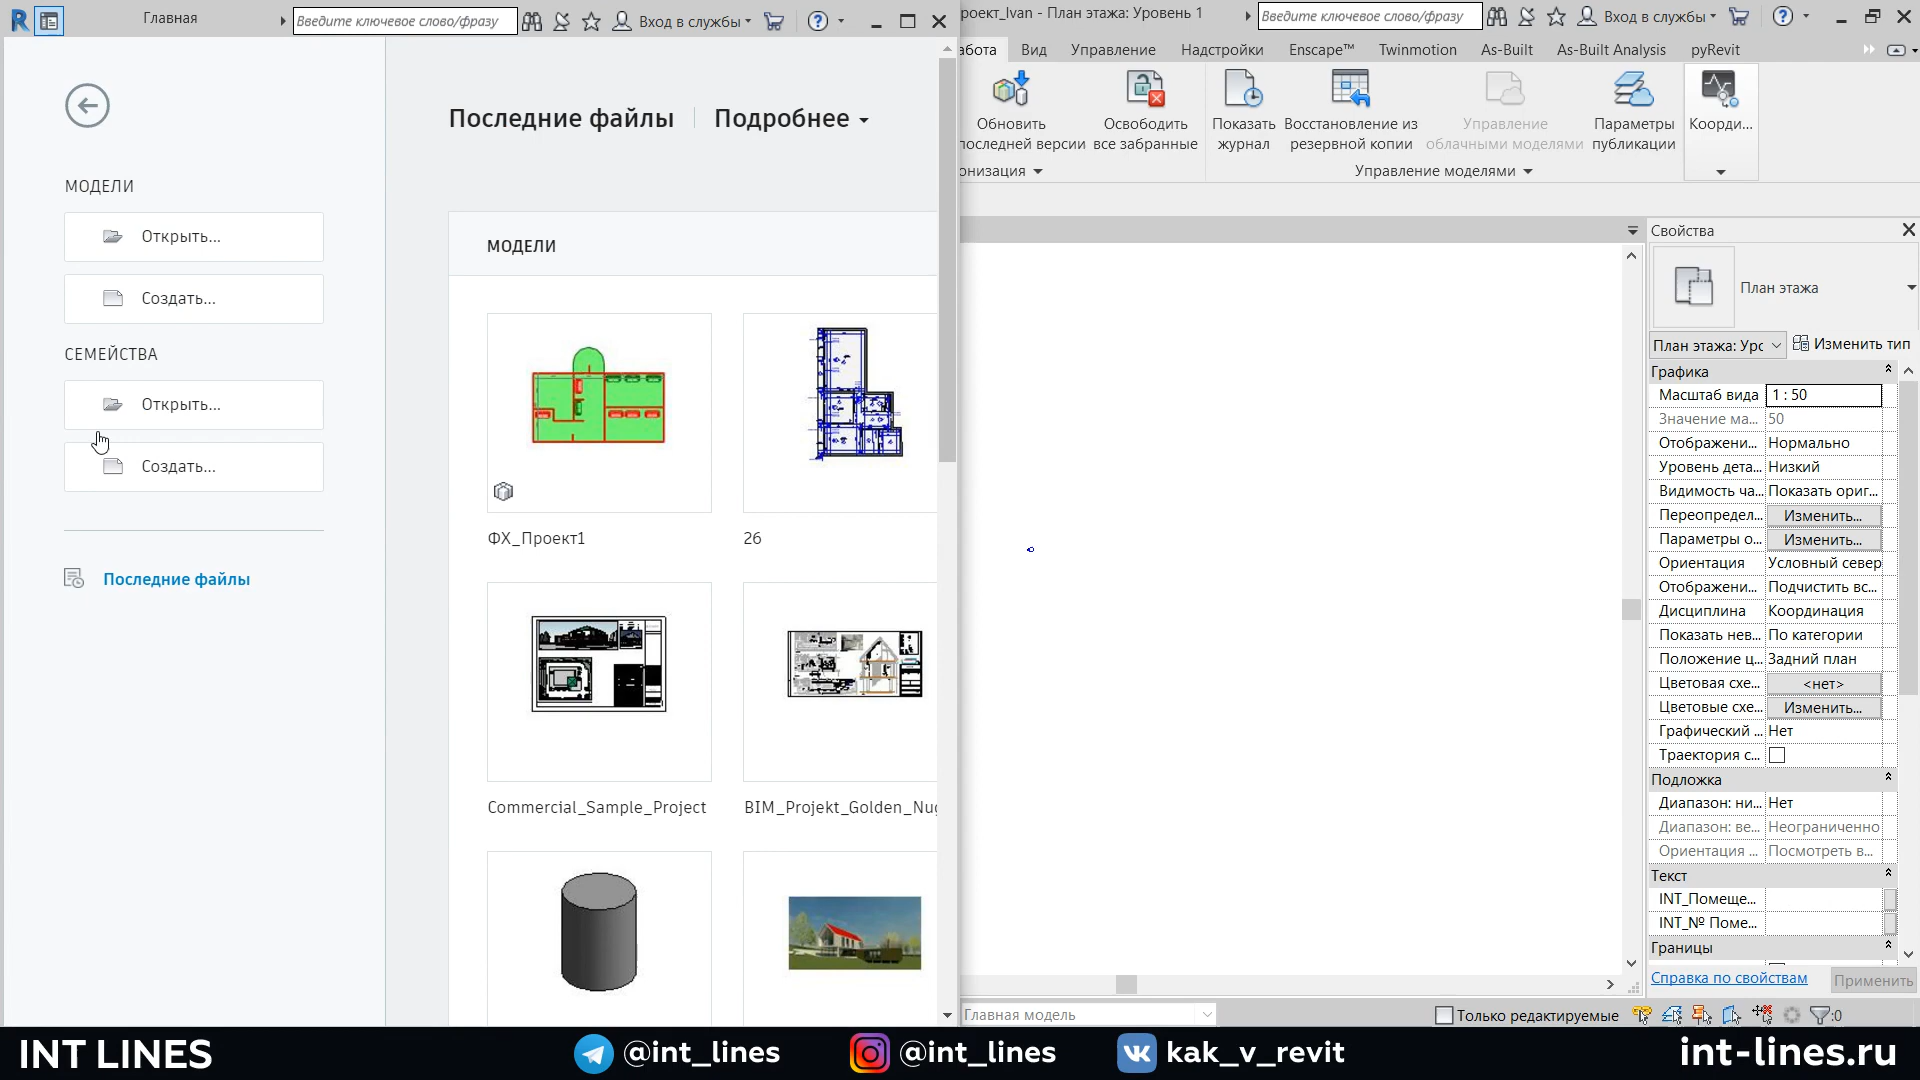 Главная
Введите ключевое слово/фразу
Вход в службы
Последние файлы
Подробнее
МОДЕЛИ
Открыть...
Создать...
СЕМЕЙСТВА
Открыть...
Создать...
Последние файлы
МОДЕЛИ
ФХ_Проект1
26
Commercial_Sample_Project
BIM_Projekt_Golden_Nug
роект_Ivan - План этажа: Уровень 1
Введите ключевое слово/фразу
Вход в службы
абота Вид Управление Надстройки Enscape™ Twinmotion As-Built As-Built Analysis pyRevit
Обновить
последней версии
Освободить
все забранные
Показать
журнал
Восстановление из
резервной копии
Управление
облачными моделями
Параметры
публикации
Коорди...
онизация
Управление моделями
Свойства
План этажа
План этажа: Урс
Изменить тип
Графика
Масштаб вида 1 : 50
Значение ма... 50
Отображени... Нормально
Уровень дета... Низкий
Видимость ча... Показать ориг...
Переопредел... Изменить...
Параметры о... Изменить...
Ориентация Условный север
Отображени... Подчистить вс...
Дисциплина Координация
Показать нев... По категории
Положение ц... Задний план
Цветовая схе... <нет>
Цветовые схе... Изменить...
Графический ... Нет
Траектория с...
Подложка
Диапазон: ни... Нет
Диапазон: ве... Неограниченно
Ориентация ... Посмотреть в...
Текст
INT_Помеще...
INT_№ Поме...
Границы
Справка по свойствам
Применить
Главная модель
Только редактируемые
:0
INT LINES
@int_lines
@int_lines
kak_v_revit
int-lines.ru